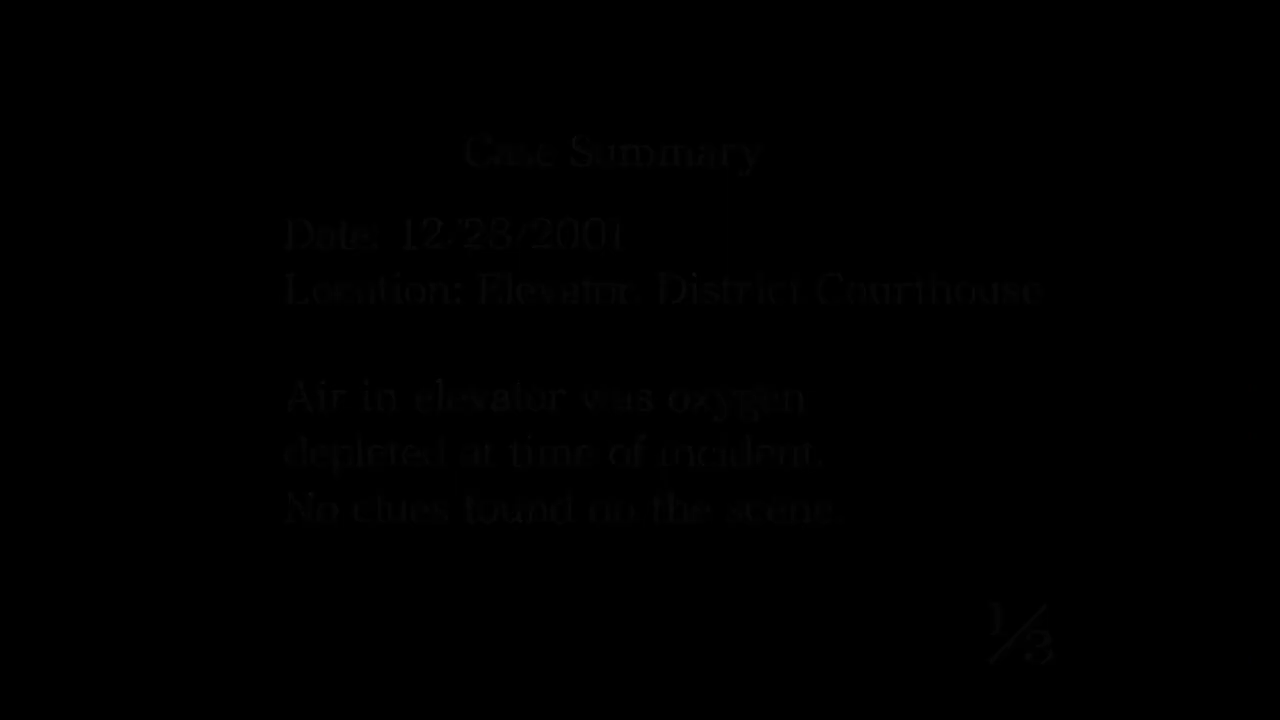 Case Summary
Date: 12/28/2001
Location: Elevator, District Courthouse
Air in elevator was oxygen
depleted at time of incident.
No clues found on the scene.
1/3